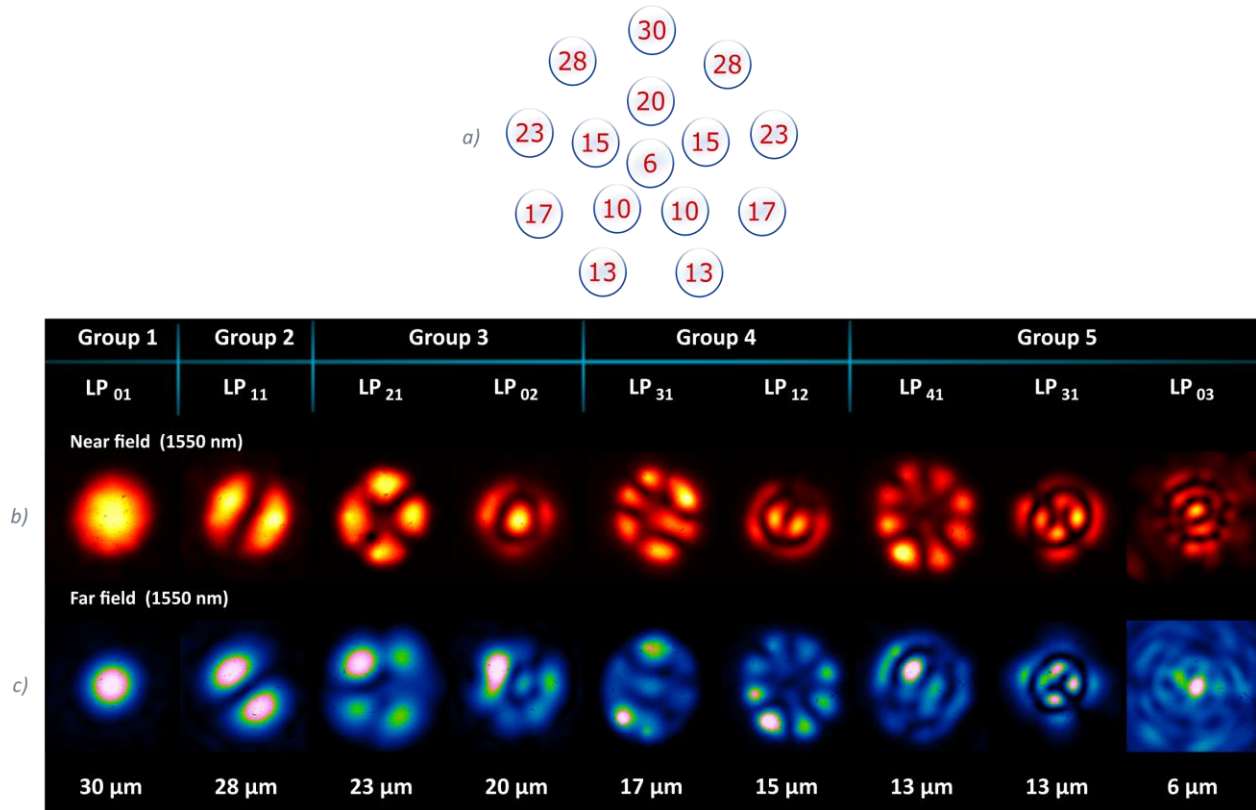 30
28 28
20
a) 23 15 15 23
6
17 10 10 17
13 13
Group 1 Group 2 Group 3 Group 4 Group 5
LP 01 LP 11 LP 21 LP 02 LP 31 LP 12 LP 41 LP 31 LP 03
Near field (1550 nm)
b)
Far field (1550 nm)
c)
30 µm 28 µm 23 µm 20 µm 17 µm 15 µm 13 µm 13 µm 6 µm